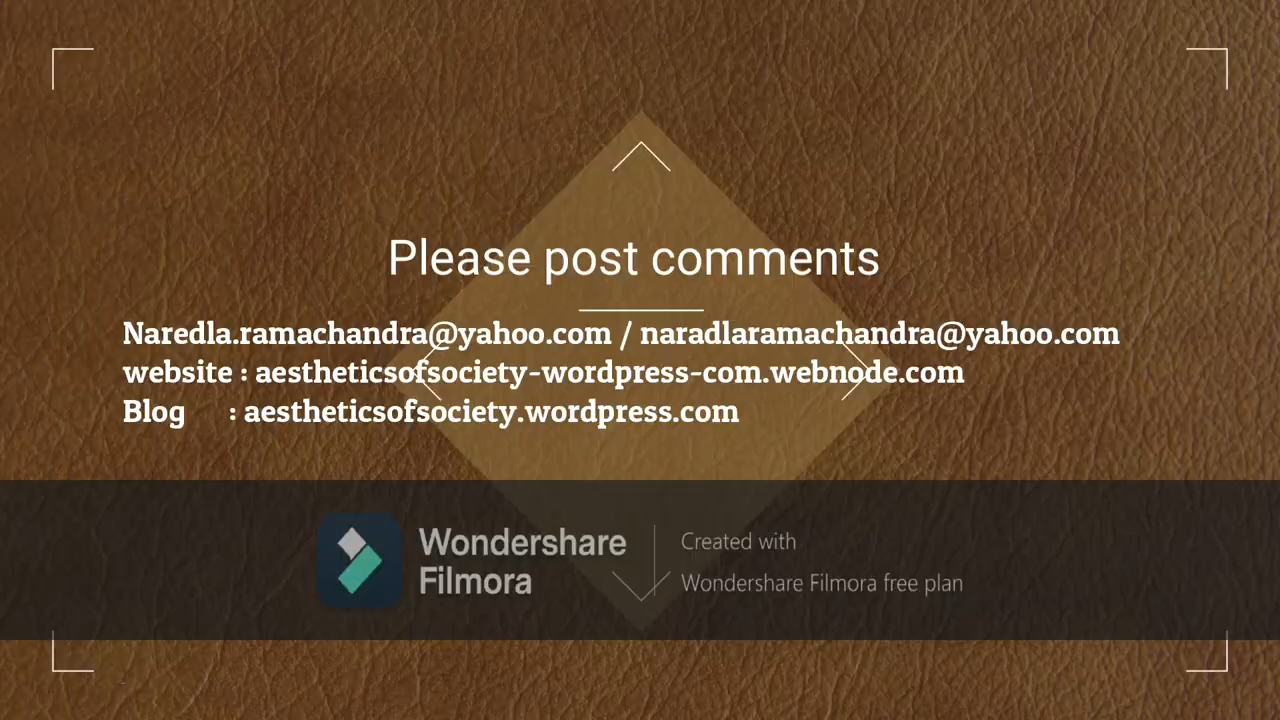 Please post comments
Naredla.ramachandra@yahoo.com / naradlaramachandra@yahoo.com
website : aestheticsofsociety-wordpress-com.webnode.com
Blog : aestheticsofsociety.wordpress.com
Wondershare
Filmora
Created with
Wondershare Filmora free plan